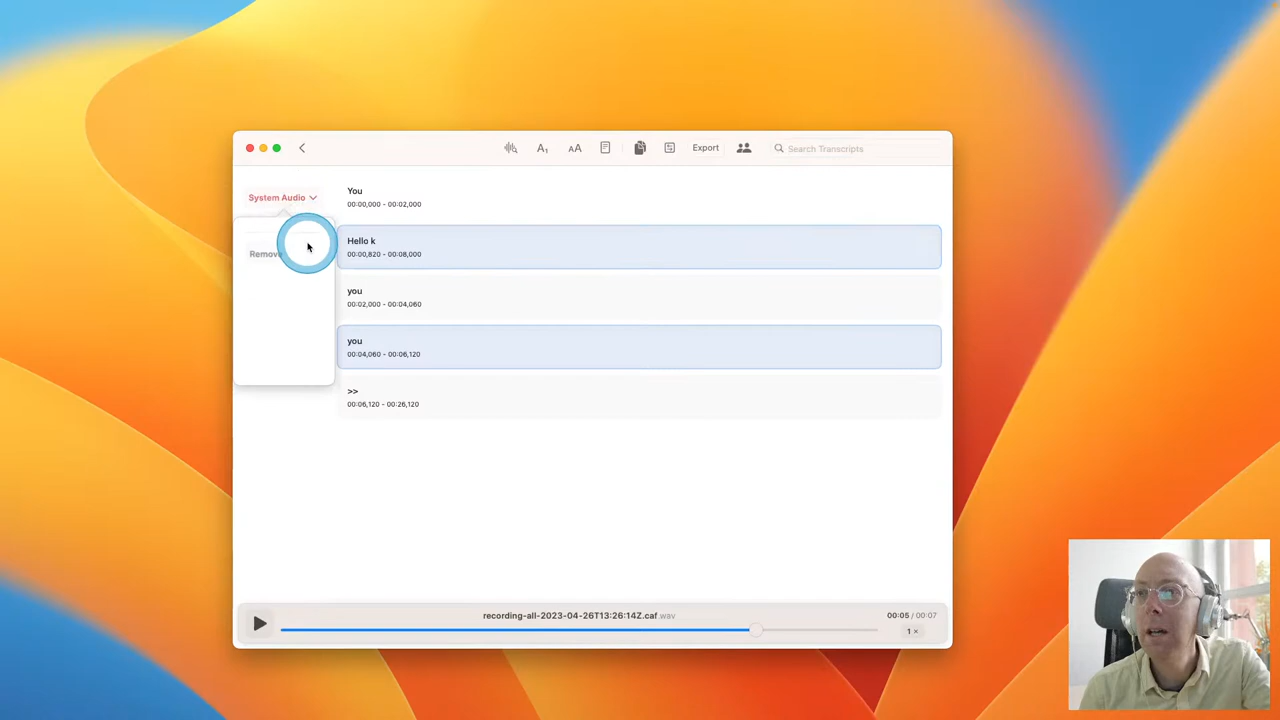 Export
Search Transcripts
System Audio
Remove
You
00:00,000 - 00:02,000
Hello k
00:00,820 - 00:08,000
you
00:02,000 - 00:04,060
you
00:04,060 - 00:06,120
>>
00:06,120 - 00:26,120
recording-all-2023-04-26T13:26:14Z.caf.wav
00:05 / 00:07
1×